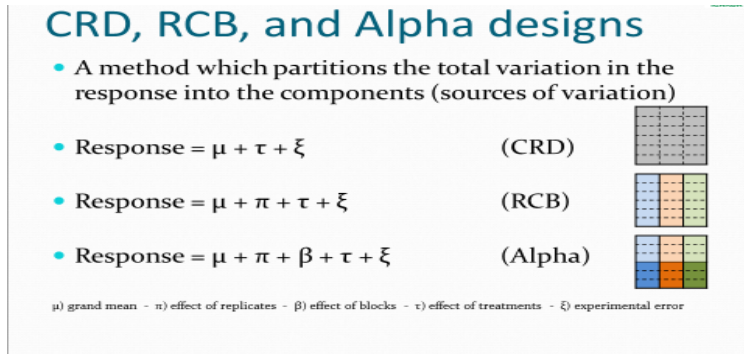 CRD, RCB, and Alpha designs
• A method which partitions the total variation in the
response into the components (sources of variation)
• Response = μ + τ + ξ (CRD)
• Response = μ + π + τ + ξ (RCB)
• Response = μ + π + β + τ + ξ (Alpha)
μ) grand mean - π) effect of replicates - β) effect of blocks - τ) effect of treatments - ξ) experimental error